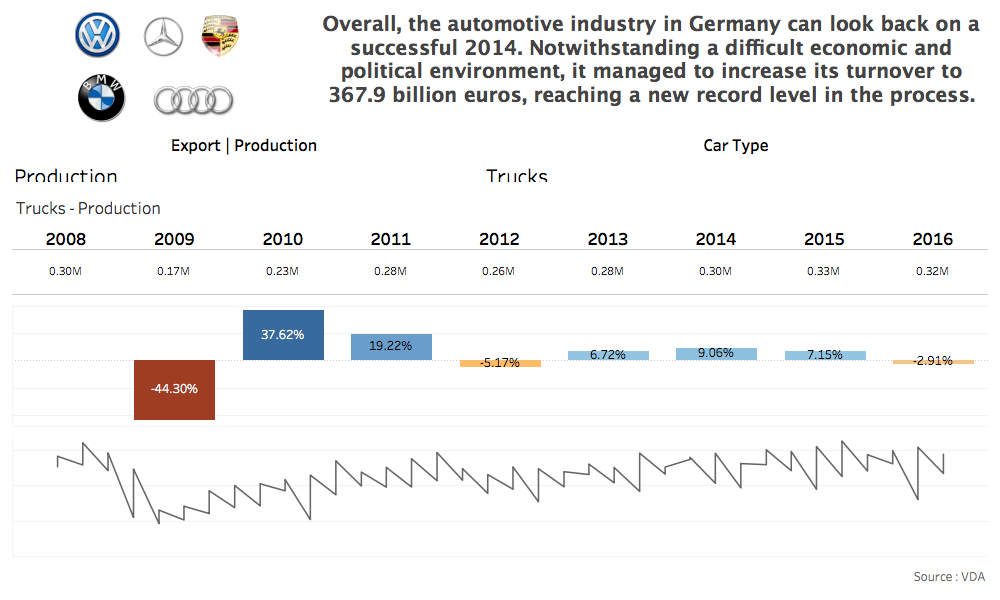 Overall, the automotive industry in Germany can look back on a
successful 2014. Notwithstanding a difficult economic and
political environment, it managed to increase its turnover to
367.9 billion euros, reaching a new record level in the process.
BMW
Export | Production
Car Type
Production
Trucks
Trucks - Production
2008 2009 2010 2011 2012 2013 2014 2015 2016
0.30M 0.17M 0.23M 0.28M 0.26M 0.28M 0.30M 0.33M 0.32M
-44.30% 37.62% 19.22% -5.17% 6.72% 9.06% 7.15% -2.91%
Source : VDA